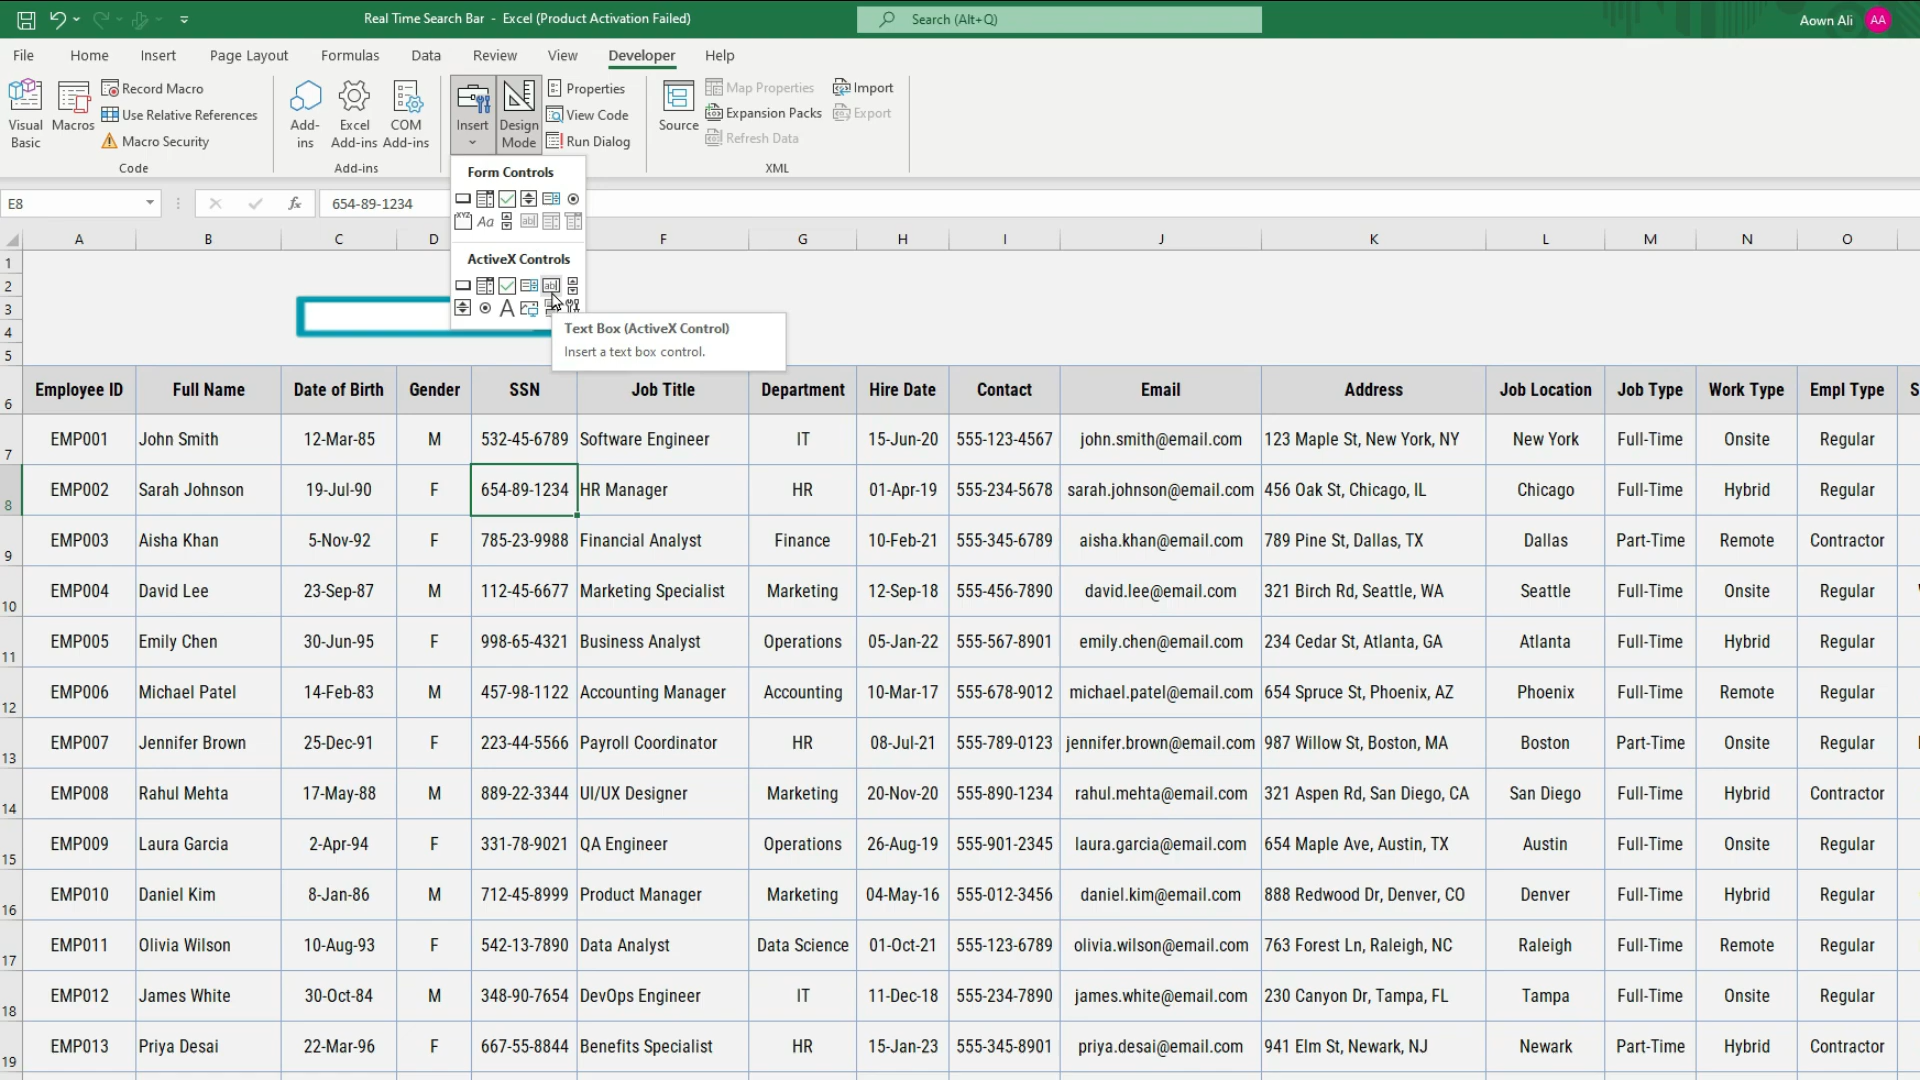 Real Time Search Bar - Excel (Product Activation Failed)
Search (Alt+Q)
Aown Ali
AA
File Home Insert Page Layout Formulas Data Review View Developer Help
Visual Basic
Macros
Record Macro
Use Relative References
Macro Security
Code
Add-ins
Excel Add-ins
COM Add-ins
Add-ins
Insert
Design Mode
Properties
View Code
Run Dialog
Source
Map Properties
Expansion Packs
Refresh Data
Import
Export
XML
Form Controls
XYZ
Aa
ab|
ActiveX Controls
ab|
A
Text Box (ActiveX Control)
Insert a text box control.
E8
fx
654-89-1234
A B C D F G H I J K L M N O
1
2
3
4
5
6 Employee ID Full Name Date of Birth Gender SSN Job Title Department Hire Date Contact Email Address Job Location Job Type Work Type Empl Type S
7 EMP001 John Smith 12-Mar-85 M 532-45-6789 Software Engineer IT 15-Jun-20 555-123-4567 john.smith@email.com 123 Maple St, New York, NY New York Full-Time Onsite Regular
8 EMP002 Sarah Johnson 19-Jul-90 F 654-89-1234 HR Manager HR 01-Apr-19 555-234-5678 sarah.johnson@email.com 456 Oak St, Chicago, IL Chicago Full-Time Hybrid Regular
9 EMP003 Aisha Khan 5-Nov-92 F 785-23-9988 Financial Analyst Finance 10-Feb-21 555-345-6789 aisha.khan@email.com 789 Pine St, Dallas, TX Dallas Part-Time Remote Contractor
10 EMP004 David Lee 23-Sep-87 M 112-45-6677 Marketing Specialist Marketing 12-Sep-18 555-456-7890 david.lee@email.com 321 Birch Rd, Seattle, WA Seattle Full-Time Onsite Regular
11 EMP005 Emily Chen 30-Jun-95 F 998-65-4321 Business Analyst Operations 05-Jan-22 555-567-8901 emily.chen@email.com 234 Cedar St, Atlanta, GA Atlanta Full-Time Hybrid Regular
12 EMP006 Michael Patel 14-Feb-83 M 457-98-1122 Accounting Manager Accounting 10-Mar-17 555-678-9012 michael.patel@email.com 654 Spruce St, Phoenix, AZ Phoenix Full-Time Remote Regular
13 EMP007 Jennifer Brown 25-Dec-91 F 223-44-5566 Payroll Coordinator HR 08-Jul-21 555-789-0123 jennifer.brown@email.com 987 Willow St, Boston, MA Boston Part-Time Onsite Regular
14 EMP008 Rahul Mehta 17-May-88 M 889-22-3344 UI/UX Designer Marketing 20-Nov-20 555-890-1234 rahul.mehta@email.com 321 Aspen Rd, San Diego, CA San Diego Full-Time Hybrid Contractor
15 EMP009 Laura Garcia 2-Apr-94 F 331-78-9021 QA Engineer Operations 26-Aug-19 555-901-2345 laura.garcia@email.com 654 Maple Ave, Austin, TX Austin Full-Time Onsite Regular
16 EMP010 Daniel Kim 8-Jan-86 M 712-45-8999 Product Manager Marketing 04-May-16 555-012-3456 daniel.kim@email.com 888 Redwood Dr, Denver, CO Denver Full-Time Hybrid Regular
17 EMP011 Olivia Wilson 10-Aug-93 F 542-13-7890 Data Analyst Data Science 01-Oct-21 555-123-6789 olivia.wilson@email.com 763 Forest Ln, Raleigh, NC Raleigh Full-Time Remote Regular
18 EMP012 James White 30-Oct-84 M 348-90-7654 DevOps Engineer IT 11-Dec-18 555-234-7890 james.white@email.com 230 Canyon Dr, Tampa, FL Tampa Full-Time Onsite Regular
19 EMP013 Priya Desai 22-Mar-96 F 667-55-8844 Benefits Specialist HR 15-Jan-23 555-345-8901 priya.desai@email.com 941 Elm St, Newark, NJ Newark Part-Time Hybrid Contractor